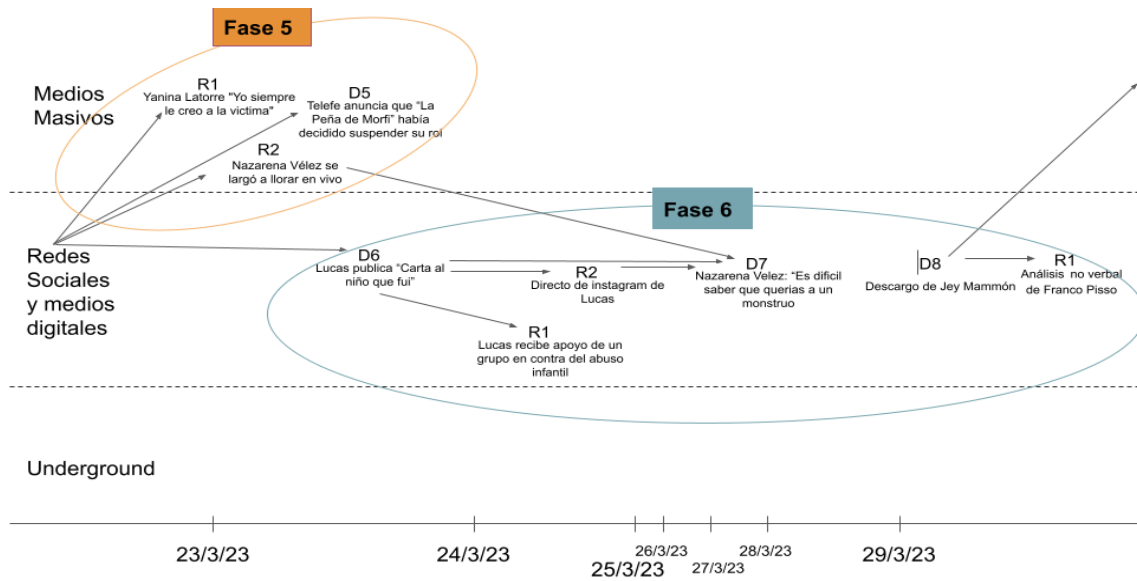 Fase 5
Medios
Masivos
R1
Yanina Latorre "Yo siempre
le creo a la victima"
D5
Telefe anuncia que “La
Peña de Morfi” había
decidido suspender su rol
R2
Nazarena Vélez se
largó a llorar en vivo
Fase 6
Redes
Sociales
y medios
digitales
D6
Lucas publica “Carta al
niño que fui”
R2
Directo de instagram de
Lucas
D7
Nazarena Velez: “Es dificil
saber que querias a un
monstruo
D8
Descargo de Jey Mammón
R1
Análisis no verbal
de Franco Pisso
R1
Lucas recibe apoyo de un
grupo en contra del abuso
infantil
Underground
23/3/23
24/3/23
25/3/23
26/3/23
27/3/23
28/3/23
29/3/23